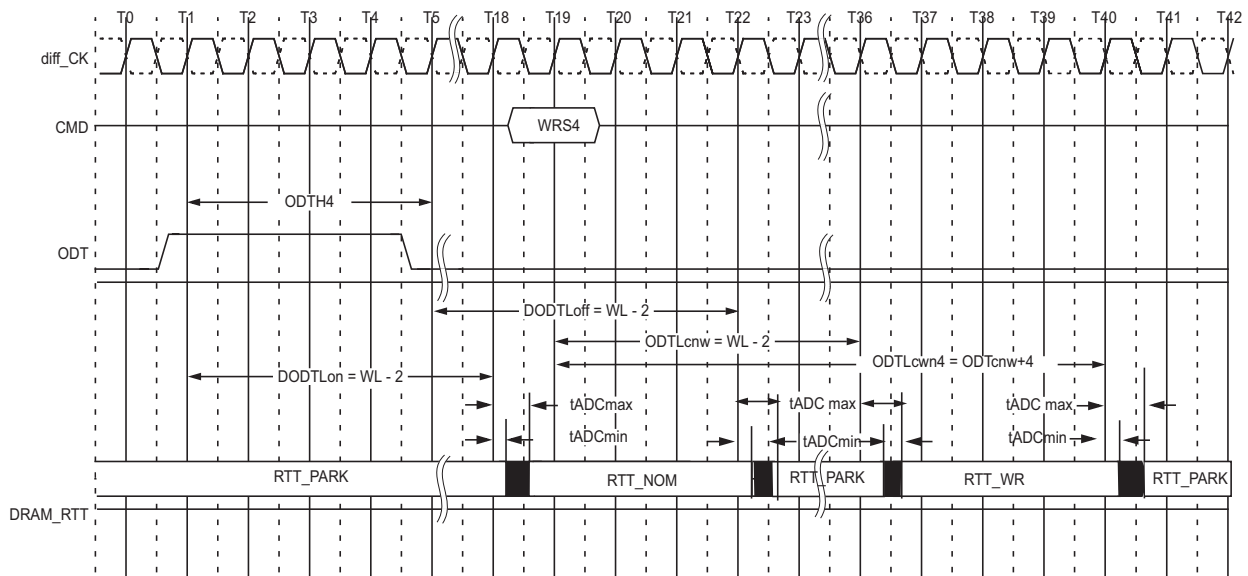 T0 T1 T2 T3 T4 T5 T18 T19 T20 T21 T22 T23 T36 T37 T38 T39 T40 T41 T42
diff_CK
CMD
WRS4
ODTH4
ODT
DODTLoff = WL - 2
ODTLcnw = WL - 2
ODTLcwn4 = ODTcnw+4
DODTLon = WL - 2
tADCmax
tADC max
tADC max
tADCmin
tADCmin
tADCmin
RTT_PARK
RTT_NOM
RTT_PARK
RTT_WR
RTT_PARK
DRAM_RTT